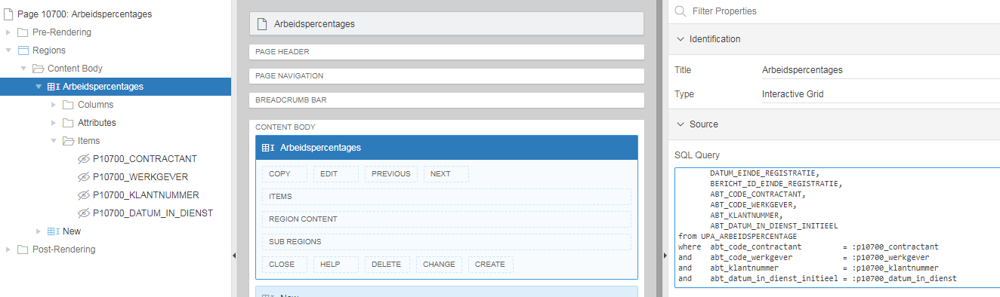 Page 10700: Arbeidspercentages
Pre-Rendering
Regions
Content Body
Arbeidspercentages
Columns
Attributes
Items
P10700_CONTRACTANT
P10700_WERKGEVER
P10700_KLANTNUMMER
P10700_DATUM_IN_DIENST
New
Post-Rendering
Arbeidspercentages
PAGE HEADER
PAGE NAVIGATION
BREADCRUMB BAR
CONTENT BODY
Arbeidspercentages
COPY EDIT PREVIOUS NEXT
ITEMS
REGION CONTENT
SUB REGIONS
CLOSE HELP DELETE CHANGE CREATE
New
Filter Properties
Identification
Title Arbeidspercentages
Type Interactive Grid
Source
SQL Query
DATUM_EINDE_REGISTRATIE,
BERICHT_ID_EINDE_REGISTRATIE,
ABT_CODE_CONTRACTANT,
ABT_CODE_WERKGEVER,
ABT_KLANTNUMMER,
ABT_DATUM_IN_DIENST_INITIEEL
from UPA_ARBEIDSPERCENTAGE
where abt_code_contractant = :p10700_contractant
and abt_code_werkgever = :p10700_werkgever
and abt_klantnummer = :p10700_klantnummer
and abt_datum_in_dienst_initieel = :p10700_datum_in_dienst